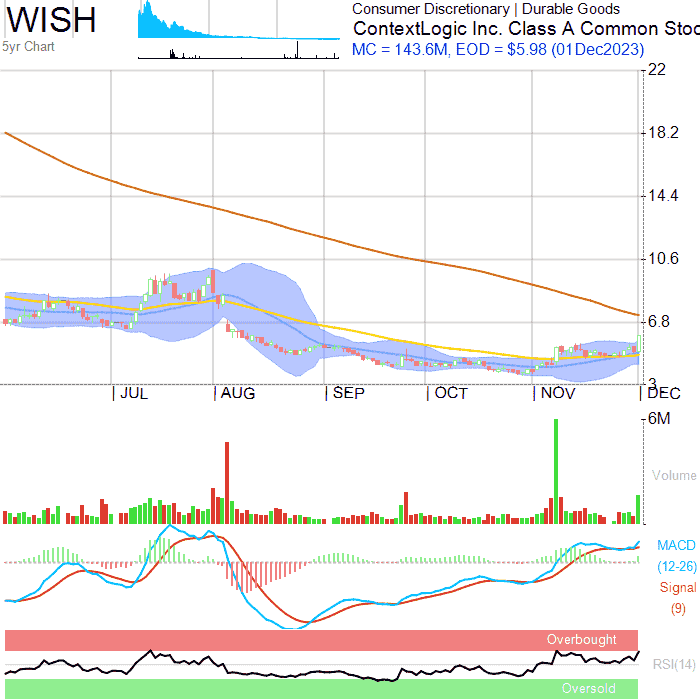 WISH
5yr Chart
Consumer Discretionary | Durable Goods
ContextLogic Inc. Class A Common Stoc
MC = 143.6M, EOD = $5.98 (01Dec2023)
22
18.2
14.4
10.6
6.8
3
JUL AUG SEP OCT NOV DEC
6M
Volume
MACD
(12-26)
Signal
(9)
Overbought
RSI(14)
Oversold